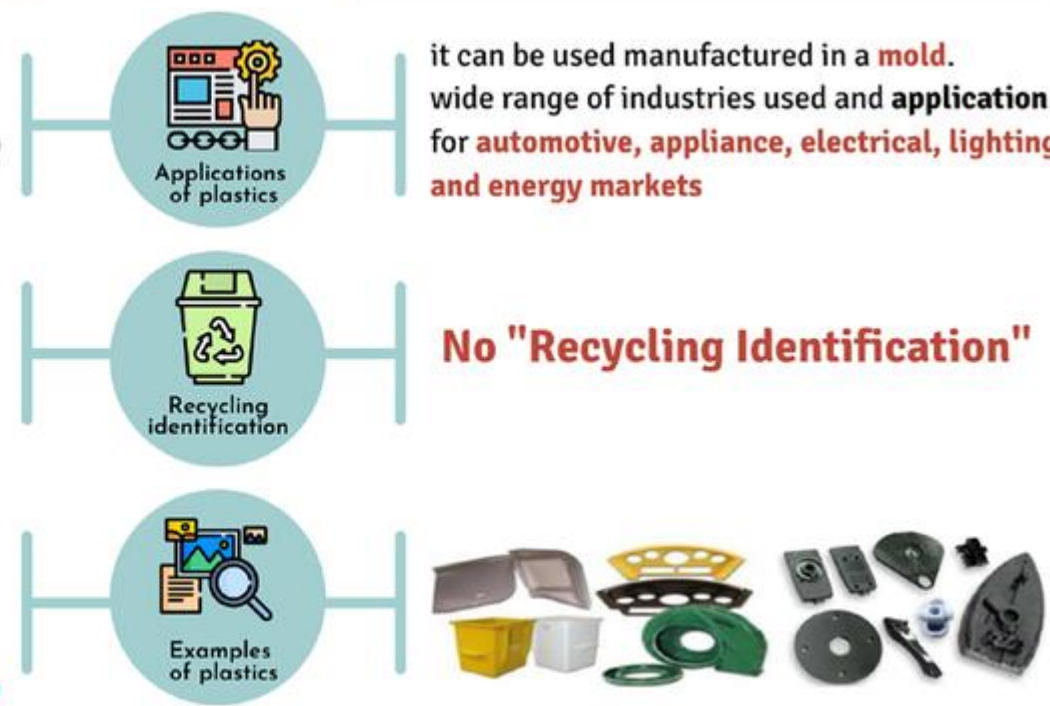 Applications
of plastics
it can be used manufactured in a mold.
wide range of industries used and application
for automotive, appliance, electrical, lighting
and energy markets
Recycling
identification
No "Recycling Identification"
Examples
of plastics